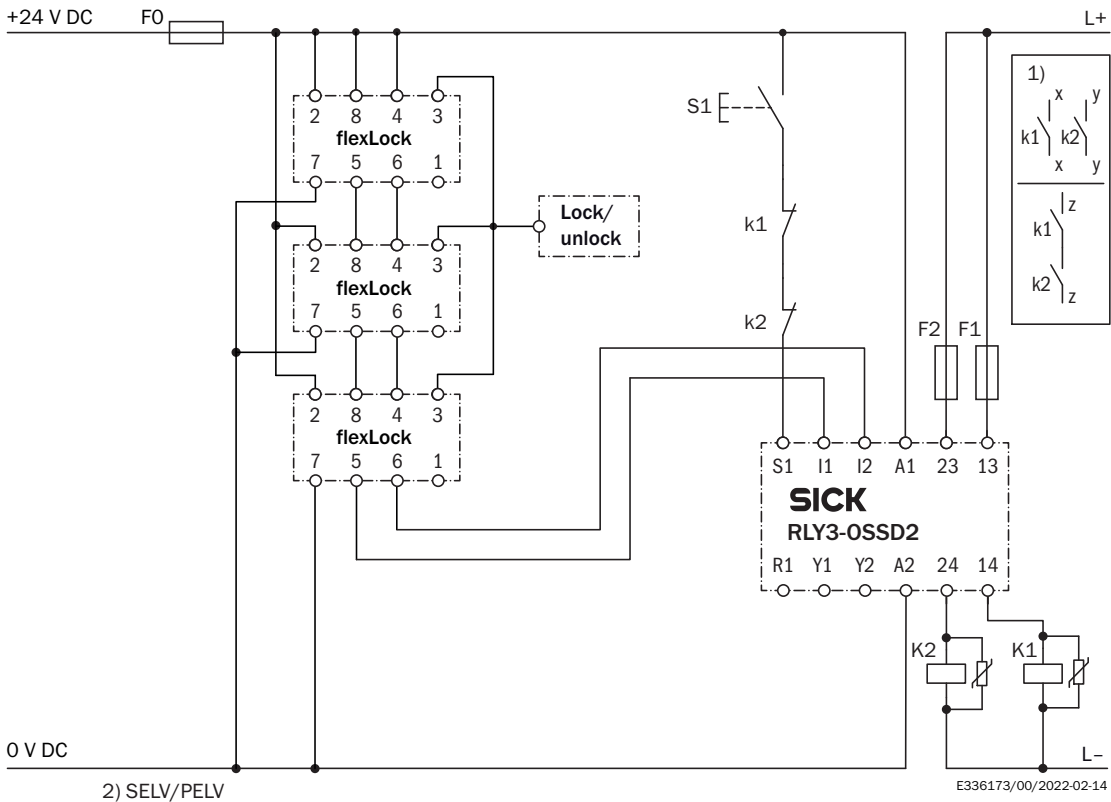 +24 V DC F0 L+
2 8 4 3
flexLock
7 5 6 1
S1
1)
x y
k1 k2
x y
z
k1
k2
z
Lock/
unlock
k1
2 8 4 3
flexLock
7 5 6 1
k2
F2 F1
2 8 4 3
flexLock
7 5 6 1
S1 I1 I2 A1 23 13
SICK
RLY3-OSSD2
R1 Y1 Y2 A2 24 14
K2 K1
0 V DC L–
2) SELV/PELV
E336173/00/2022-02-14